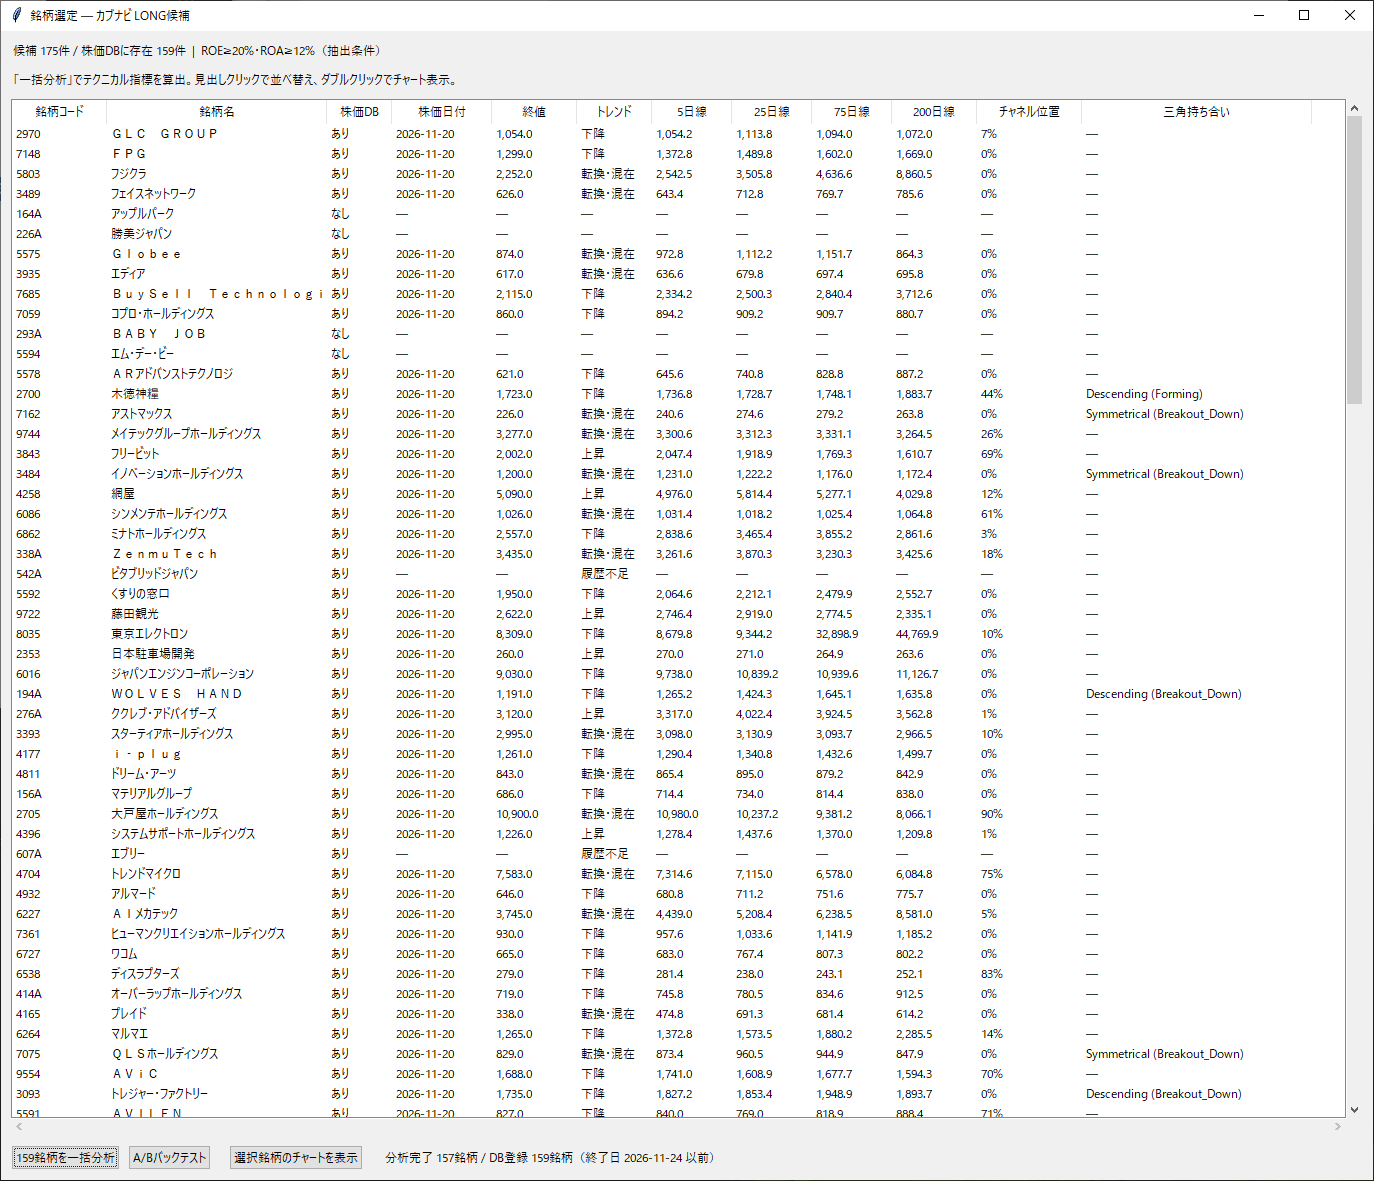 銘柄選定 — カブナビ LONG候補
候補 175件 / 株価DBに存在 159件 | ROE≥20%・ROA≥12%（抽出条件）
「一括分析」でテクニカル指標を算出。見出しクリックで並べ替え、ダブルクリックでチャート表示。
銘柄コード 銘柄名 株価DB 株価日付 終値 トレンド 5日線 25日線 75日線 200日線 チャネル位置 三角持ち合い
2970 ＧＬＣ　ＧＲＯＵＰ あり 2026-11-20 1,054.0 下降 1,054.2 1,113.8 1,094.0 1,072.0 7% —
7148 ＦＰＧ あり 2026-11-20 1,299.0 下降 1,372.8 1,489.8 1,602.0 1,669.0 0% —
5803 フジクラ あり 2026-11-20 2,252.0 転換・混在 2,542.5 3,505.8 4,636.6 8,860.5 0% —
3489 フェイスネットワーク あり 2026-11-20 626.0 転換・混在 643.4 712.8 769.7 785.6 0% —
164A アップルパーク なし — — — — — — — — —
226A 勝美ジャパン なし — — — — — — — — —
5575 Ｇｌｏｂｅｅ あり 2026-11-20 874.0 転換・混在 972.8 1,112.2 1,151.7 864.3 0% —
3935 エディア あり 2026-11-20 617.0 転換・混在 636.6 679.8 697.4 695.8 0% —
7685 ＢｕｙＳｅｌｌ　Ｔｅｃｈｎｏｌｏｇｉ あり 2026-11-20 2,115.0 下降 2,334.2 2,500.3 2,840.4 3,712.6 0% —
7059 コプロ・ホールディングス あり 2026-11-20 860.0 下降 894.2 909.2 909.7 880.7 0% —
293A ＢＡＢＹ　ＪＯＢ なし — — — — — — — — —
5594 エム・デー・ビー なし — — — — — — — — —
5578 ＡＲアドバンストテクノロジ あり 2026-11-20 621.0 下降 645.6 740.8 828.8 887.2 0% —
2700 木徳神糧 あり 2026-11-20 1,723.0 下降 1,736.8 1,728.7 1,748.1 1,883.7 44% Descending (Forming)
7162 アストマックス あり 2026-11-20 226.0 転換・混在 240.6 274.6 279.2 263.8 0% Symmetrical (Breakout_Down)
9744 メイテックグループホールディングス あり 2026-11-20 3,277.0 転換・混在 3,300.6 3,312.3 3,331.1 3,264.5 26% —
3843 フリービット あり 2026-11-20 2,002.0 上昇 2,047.4 1,918.9 1,769.3 1,610.7 69% —
3484 イノベーションホールディングス あり 2026-11-20 1,200.0 転換・混在 1,231.0 1,222.2 1,176.0 1,172.4 0% Symmetrical (Breakout_Down)
4258 網屋 あり 2026-11-20 5,090.0 上昇 4,976.0 5,814.4 5,277.1 4,029.8 12% —
6086 シンメンテホールディングス あり 2026-11-20 1,026.0 転換・混在 1,031.4 1,018.2 1,025.4 1,064.8 61% —
6862 ミナトホールディングス あり 2026-11-20 2,557.0 下降 2,838.6 3,465.4 3,855.2 2,861.6 3% —
338A ＺｅｎｍｕＴｅｃｈ あり 2026-11-20 3,435.0 転換・混在 3,261.6 3,870.3 3,230.3 3,425.6 18% —
542A ビタブリッドジャパン あり — — 履歴不足 — — — — — —
5592 くすりの窓口 あり 2026-11-20 1,950.0 下降 2,064.6 2,212.1 2,479.9 2,552.7 0% —
9722 藤田観光 あり 2026-11-20 2,622.0 上昇 2,746.4 2,919.0 2,774.5 2,335.1 0% —
8035 東京エレクトロン あり 2026-11-20 8,309.0 下降 8,679.8 9,344.2 32,898.9 44,769.9 10% —
2353 日本駐車場開発 あり 2026-11-20 260.0 上昇 270.0 271.0 264.9 263.6 0% —
6016 ジャパンエンジンコーポレーション あり 2026-11-20 9,030.0 下降 9,738.0 10,839.2 10,939.6 11,126.7 0% —
194A ＷＯＬＶＥＳ　ＨＡＮＤ あり 2026-11-20 1,191.0 下降 1,265.2 1,424.3 1,645.1 1,635.8 0% Descending (Breakout_Down)
276A ククレブ・アドバイザーズ あり 2026-11-20 3,120.0 上昇 3,317.0 4,022.4 3,924.5 3,562.8 1% —
3393 スターティアホールディングス あり 2026-11-20 2,995.0 転換・混在 3,098.0 3,130.9 3,093.7 2,966.5 10% —
4177 ｉ‐ｐｌｕｇ あり 2026-11-20 1,261.0 下降 1,290.4 1,340.8 1,432.6 1,499.7 0% —
4811 ドリーム・アーツ あり 2026-11-20 843.0 転換・混在 865.4 895.0 879.2 842.9 0% —
156A マテリアルグループ あり 2026-11-20 686.0 下降 714.4 734.0 814.4 838.0 0% —
2705 大戸屋ホールディングス あり 2026-11-20 10,900.0 転換・混在 10,980.0 10,237.2 9,381.2 8,066.1 90% —
4396 システムサポートホールディングス あり 2026-11-20 1,226.0 上昇 1,278.4 1,437.6 1,370.0 1,209.8 1% —
607A エブリー あり — — 履歴不足 — — — — — —
4704 トレンドマイクロ あり 2026-11-20 7,583.0 転換・混在 7,314.6 7,115.0 6,578.0 6,084.8 75% —
4932 アルマード あり 2026-11-20 646.0 下降 680.8 711.2 751.6 775.7 0% —
6227 ＡＩメカテック あり 2026-11-20 3,745.0 転換・混在 4,439.0 5,208.4 6,238.5 8,581.0 5% —
7361 ヒューマンクリエイションホールディングス あり 2026-11-20 930.0 下降 957.6 1,033.6 1,141.9 1,185.2 0% —
6727 ワコム あり 2026-11-20 665.0 下降 683.0 767.4 807.3 802.2 0% —
6538 ディスラプターズ あり 2026-11-20 279.0 下降 281.4 238.0 243.1 252.1 83% —
414A オーバーラップホールディングス あり 2026-11-20 719.0 下降 745.8 780.5 834.6 912.5 0% —
4165 プレイド あり 2026-11-20 338.0 転換・混在 474.8 691.3 681.4 614.2 0% —
6264 マルマエ あり 2026-11-20 1,265.0 下降 1,372.8 1,573.5 1,880.2 2,285.5 14% —
7075 ＱＬＳホールディングス あり 2026-11-20 829.0 転換・混在 873.4 960.5 944.9 847.9 0% Symmetrical (Breakout_Down)
9554 ＡＶｉＣ あり 2026-11-20 1,688.0 下降 1,741.0 1,608.9 1,677.7 1,594.3 70% —
3093 トレジャー・ファクトリー あり 2026-11-20 1,735.0 下降 1,827.2 1,853.4 1,948.9 1,893.7 0% Descending (Breakout_Down)
5591 ＡＶＩＬＥＮ あり 2026-11-20 827.0 下降 840.0 769.0 818.9 888.4 71% —
159銘柄を一括分析 A/Bバックテスト 選択銘柄のチャートを表示 分析完了 157銘柄 / DB登録 159銘柄（終了日 2026-11-24 以前）